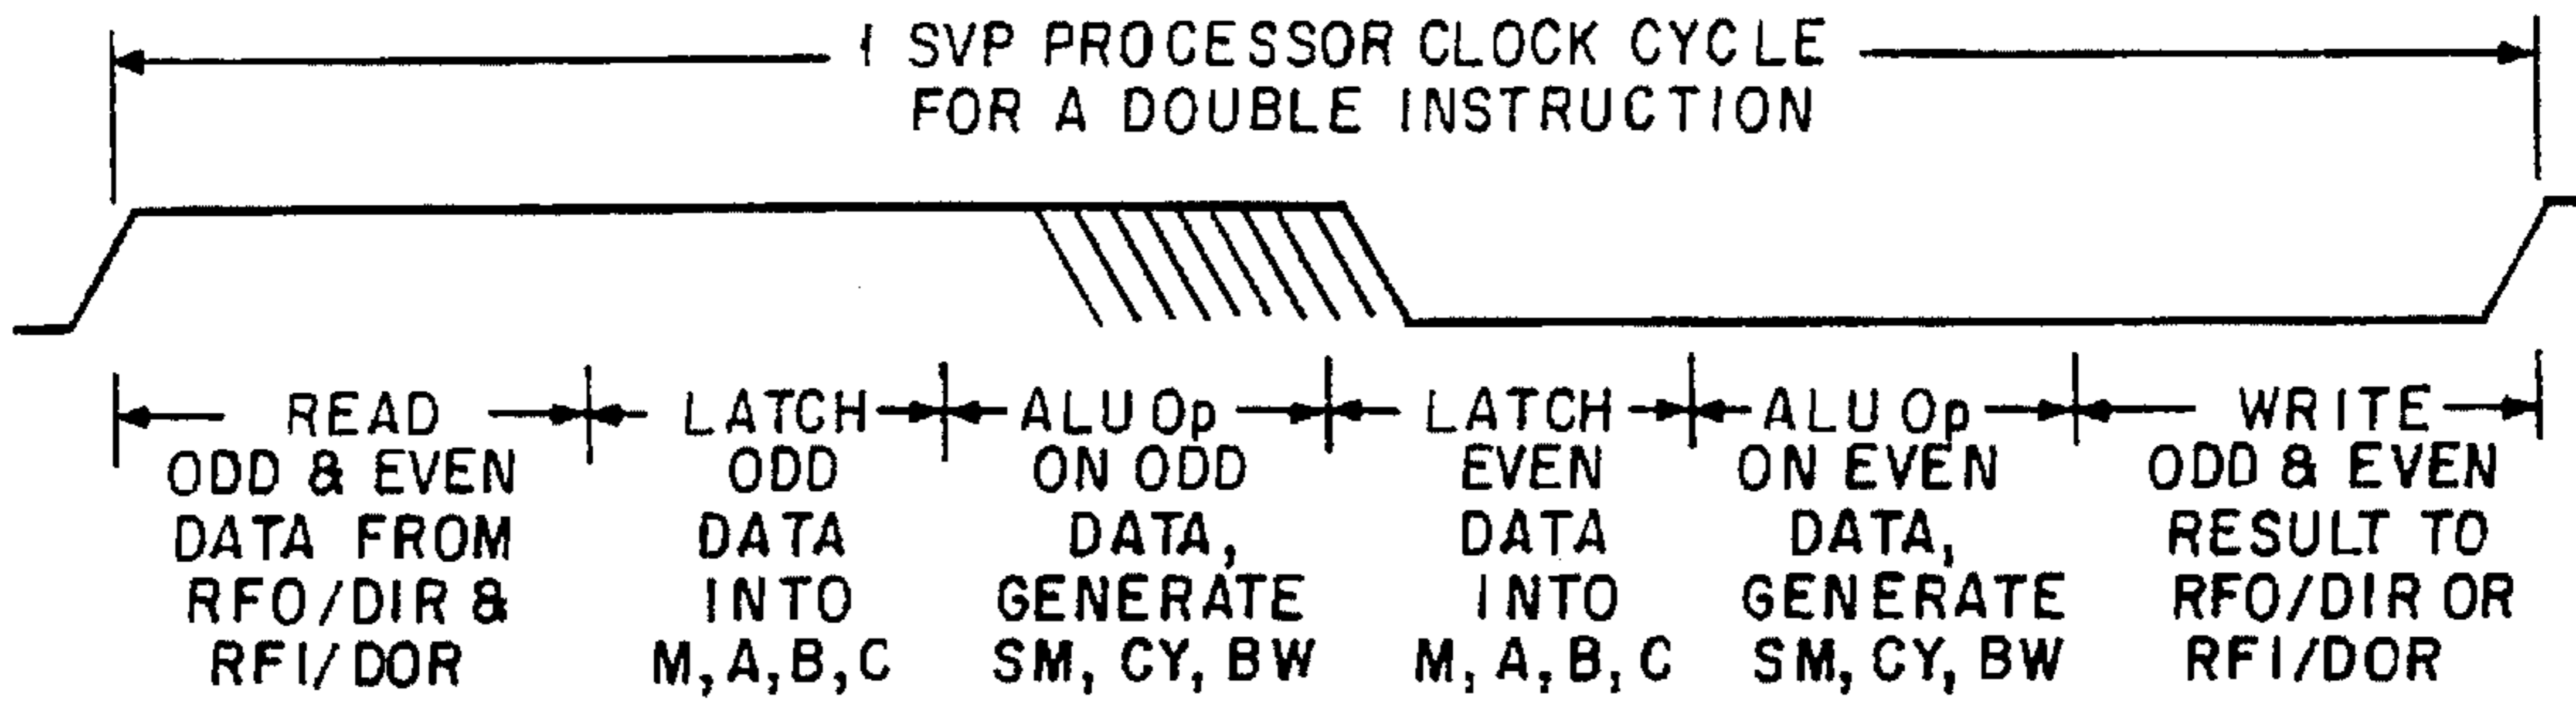 1 SVP PROCESSOR CLOCK CYCLE
FOR A DOUBLE INSTRUCTION
READ
ODD & EVEN
DATA FROM
RFO/DIR &
RFI/DOR
LATCH
ODD
DATA
INTO
M,A,B,C
ALU Op
ON ODD
DATA,
GENERATE
SM, CY, BW
LATCH
EVEN
DATA
INTO
M,A,B,C
ALU Op
ON EVEN
DATA,
GENERATE
SM, CY, BW
WRITE
ODD & EVEN
RESULT TO
RFO/DIR OR
RFI/DOR